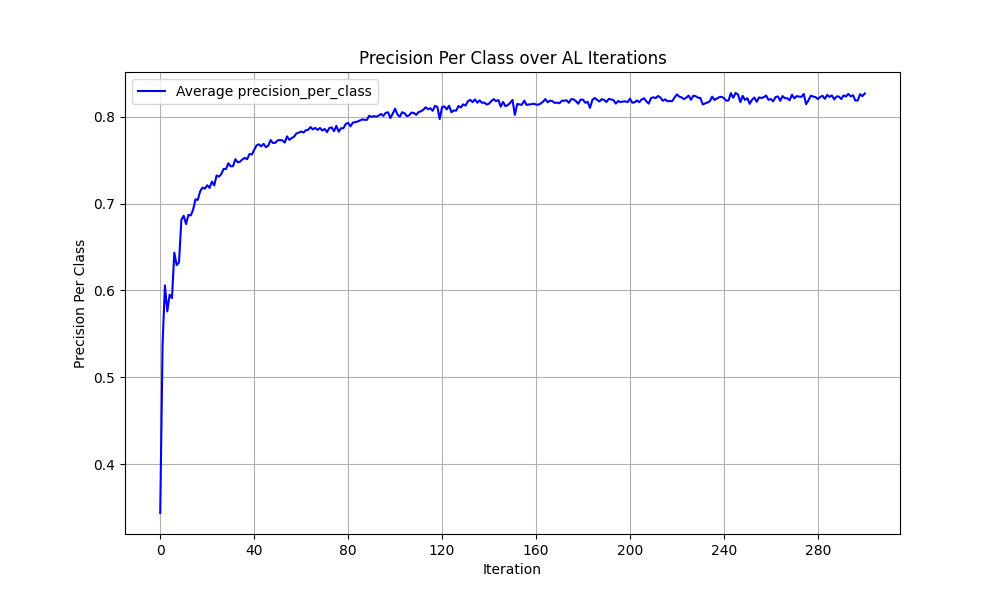 Precision Per Class over AL Iterations
Average precision_per_class
Precision Per Class
0.8
0.7
0.6
0.5
0.4
0 40 80 120 160 200 240 280
Iteration